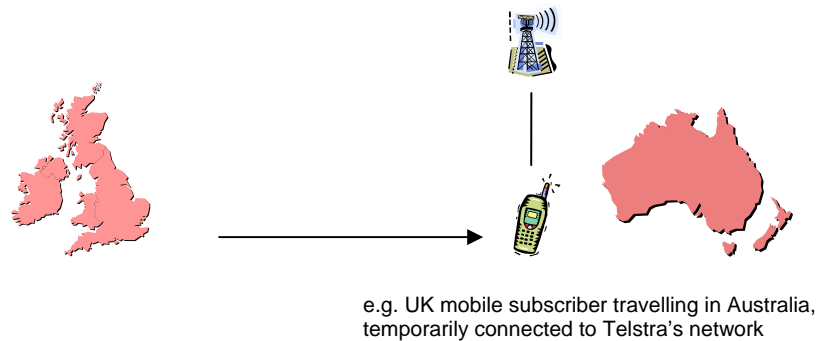 e.g. UK mobile subscriber travelling in Australia,
temporarily connected to Telstra's network